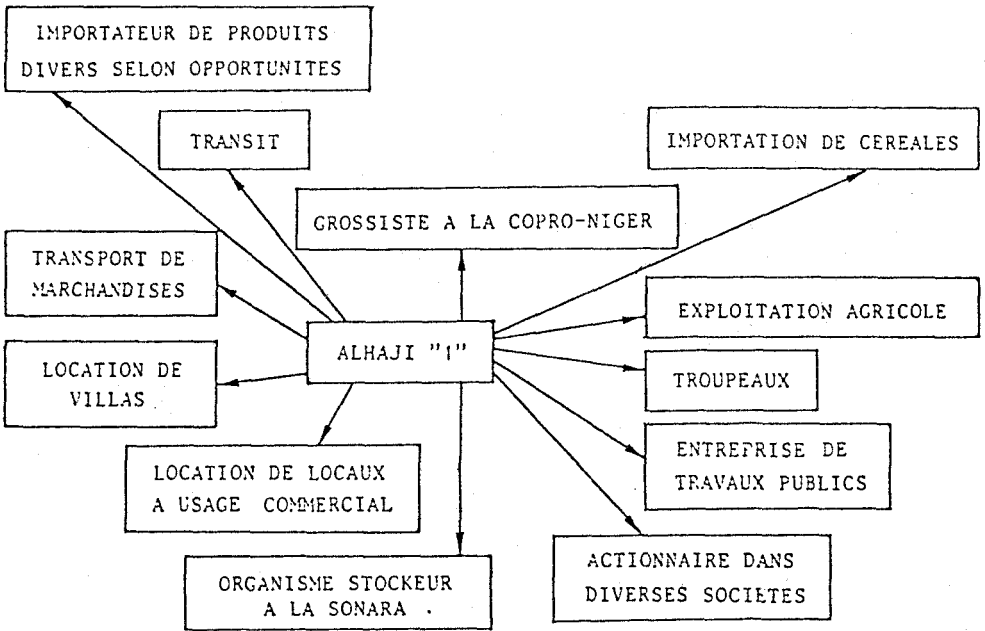 IMPORTATEUR DE PRODUITS
DIVERS SELON OPPORTUNITES
TRANSIT
IMPORTATION DE CEREALES
GROSSISTE A LA COPRO-NIGER
TRANSPORT DE
MARCHANDISES
EXPLOITATION AGRICOLE
ALHAJI "1"
LOCATION DE
VILLAS
TROUPEAUX
ENTREPRISE DE
TRAVAUX PUBLICS
LOCATION DE LOCAUX
A USAGE COMMERCIAL
ORGANISME STOCKEUR
A LA SONARA .
ACTIONNAIRE DANS
DIVERSES SOCIETES